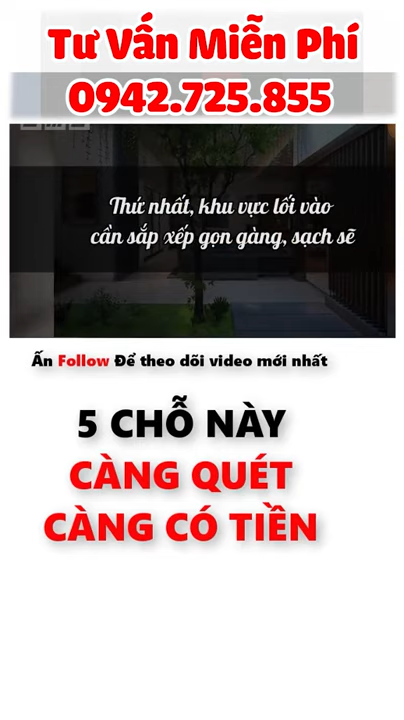 Tư Vấn Miễn Phí
0942.725.855
Thứ nhất, khu vực lối vào
cần sắp xếp gọn gàng, sạch sẽ
Ấn Follow Để theo dõi video mới nhất
5 CHỖ NÀY
CÀNG QUÉT
CÀNG CÓ TIỀN